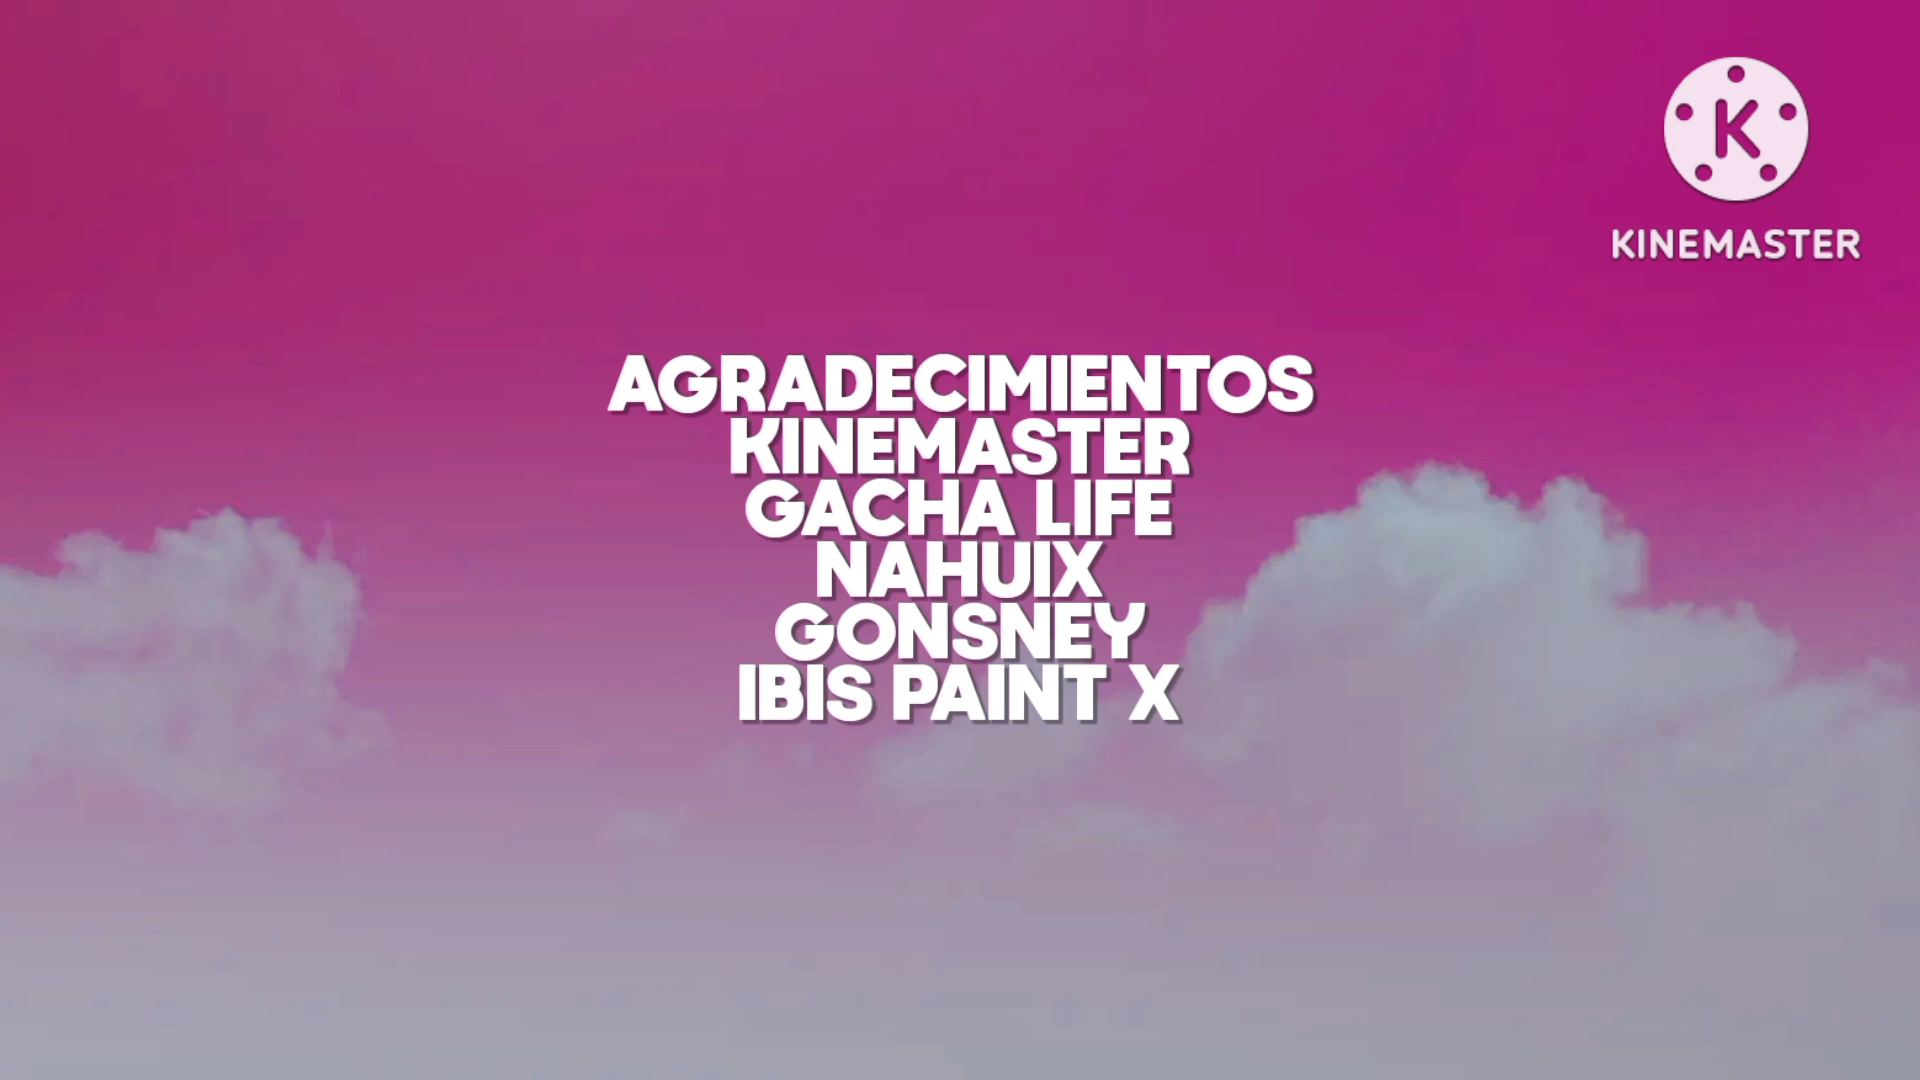 KINEMASTER
AGRADECIMIENTOS
KINEMASTER
GACHA LIFE
NAHUIX
GONSNEY
IBIS PAINT X